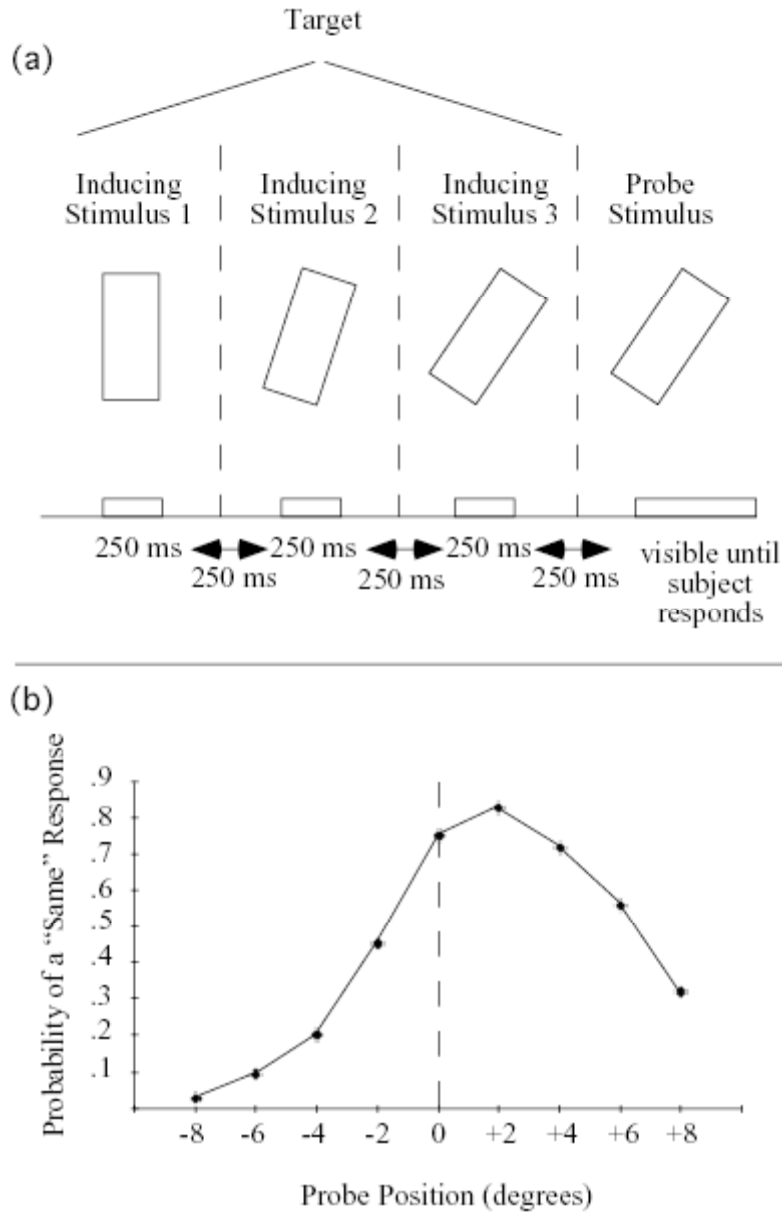 Target
(a)
Inducing Stimulus 1
Inducing Stimulus 2
Inducing Stimulus 3
Probe Stimulus
250 ms
250 ms
250 ms
250 ms
250 ms
250 ms
visible until
subject
responds
(b)
Probability of a “Same” Response
.9
.8
.7
.6
.5
.4
.3
.2
.1
-8 -6 -4 -2 0 +2 +4 +6 +8
Probe Position (degrees)